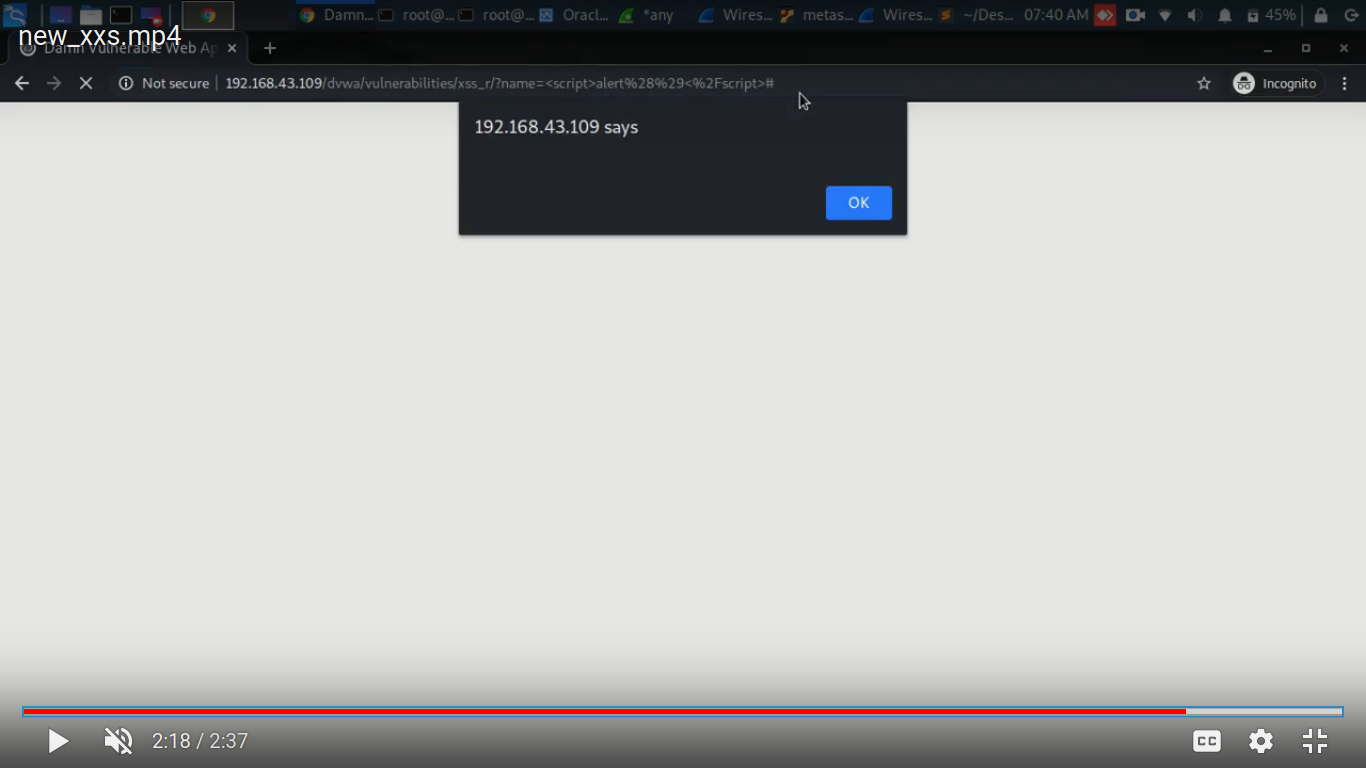 Damn... root@... root@... Oracl... *any Wires... metas... Wires... ~/Des... 07:40 AM 45%
new_xxs.mp4
Damn Vulnerable Web Ap
Not secure 192.168.43.109/dvwa/vulnerabilities/xss_r/?name=<script>alert%28%29<%2Fscript># Incognito
192.168.43.109 says
OK
2:18 / 2:37 CC